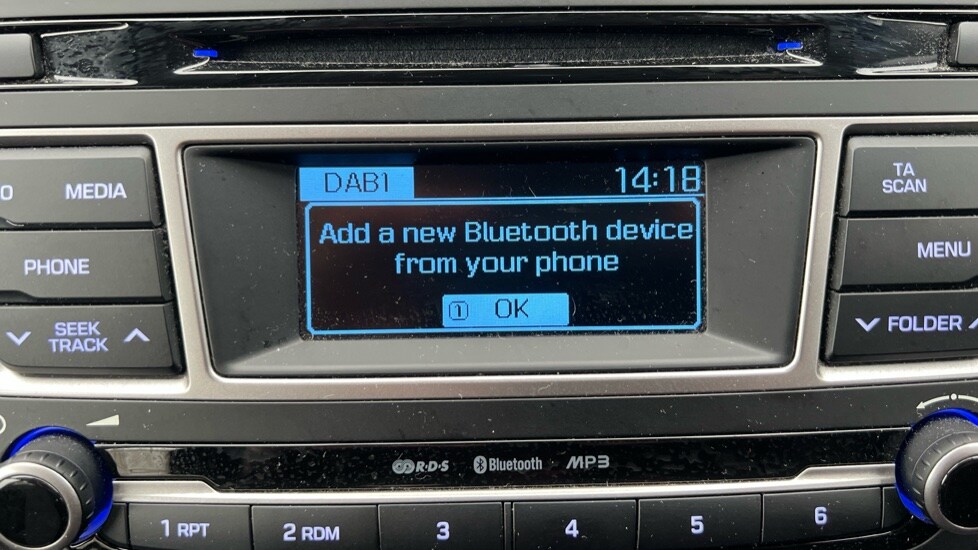 MEDIA
PHONE
SEEK
TRACK
DAB1
14:18
Add a new Bluetooth device
from your phone
1 OK
TA
SCAN
MENU
FOLDER
R·D·S
Bluetooth
MP3
1 RPT
2 RDM
3
4
5
6